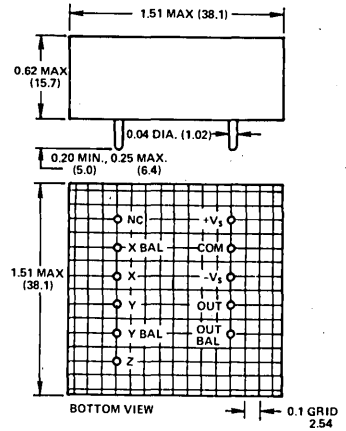 1.51 MAX (38.1)
0.62 MAX
(15.7)
0.04 DIA. (1.02)
0.20 MIN., 0.25 MAX.
(5.0) (6.4)
1.51 MAX
(38.1)
NC +Vs
X BAL COM
X -Vs
Y OUT
Y BAL OUT
BAL
Z
BOTTOM VIEW
0.1 GRID
2.54